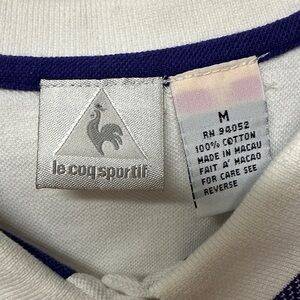 le coq sportif
M
RN 94052
100% COTTON
MADE IN MACAU
FAIT A' MACAO
FOR CARE SEE
REVERSE